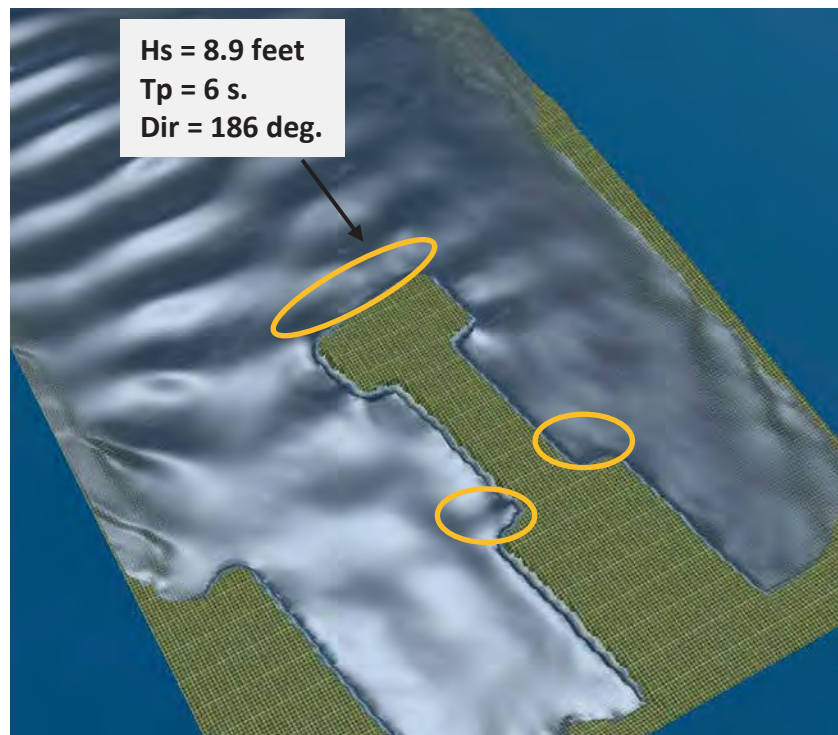 Hs = 8.9 feet
Tp = 6 s.
Dir = 186 deg.